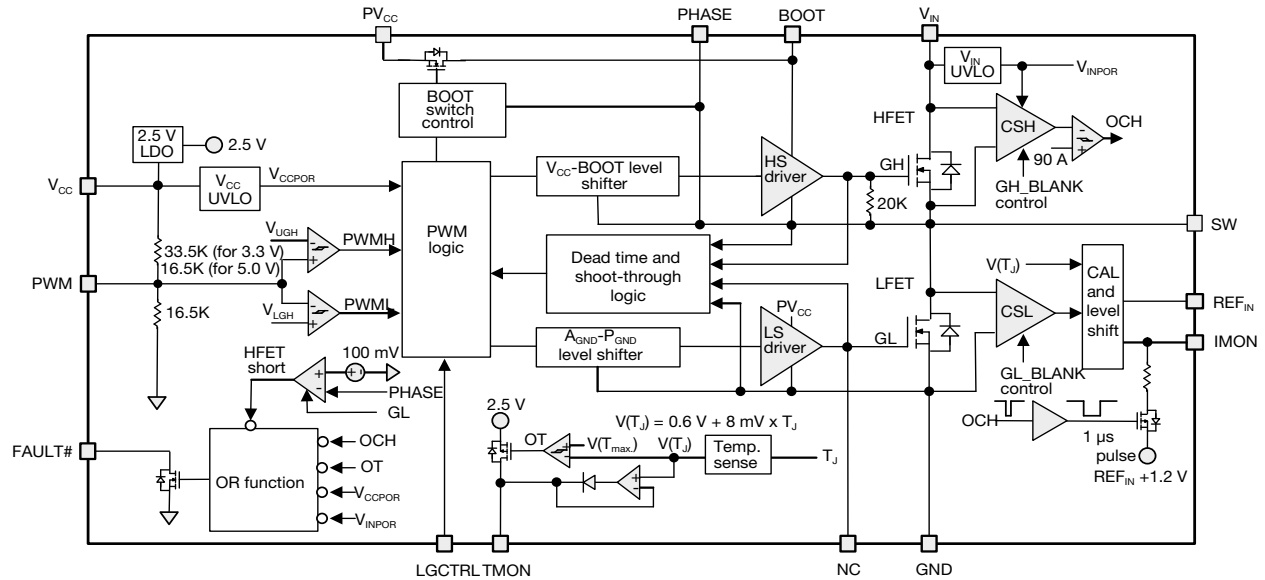 PVCC
PHASE
BOOT
VIN
VIN
UVLO
VINPOR
BOOT
switch
control
HFET
CSH
OCH
90 A
2.5 V
LDO
2.5 V
VCC
VCC
UVLO
VCCPOR
VCC-BOOT level
shifter
HS
driver
GH
20K
GH_BLANK
control
PWM
logic
VUGH
PWMH
33.5K (for 3.3 V)
16.5K (for 5.0 V)
SW
Dead time and
shoot-through
logic
PWM
16.5K
VLGH
PWML
V(TJ)
CAL
and
level
shift
LFET
CSL
REFIN
PVCC
AGND-PGND
level shifter
LS
driver
GL
IMON
HFET
short
100 mV
PHASE
GL
GL_BLANK
control
2.5 V
V(TJ) = 0.6 V + 8 mV x TJ
OCH
1 µs
pulse
REFIN +1.2 V
FAULT#
OR function
OCH
OT
VCCPOR
VINPOR
OT
V(Tmax.)
V(TJ)
Temp.
sense
TJ
LGCTRL
TMON
NC
GND